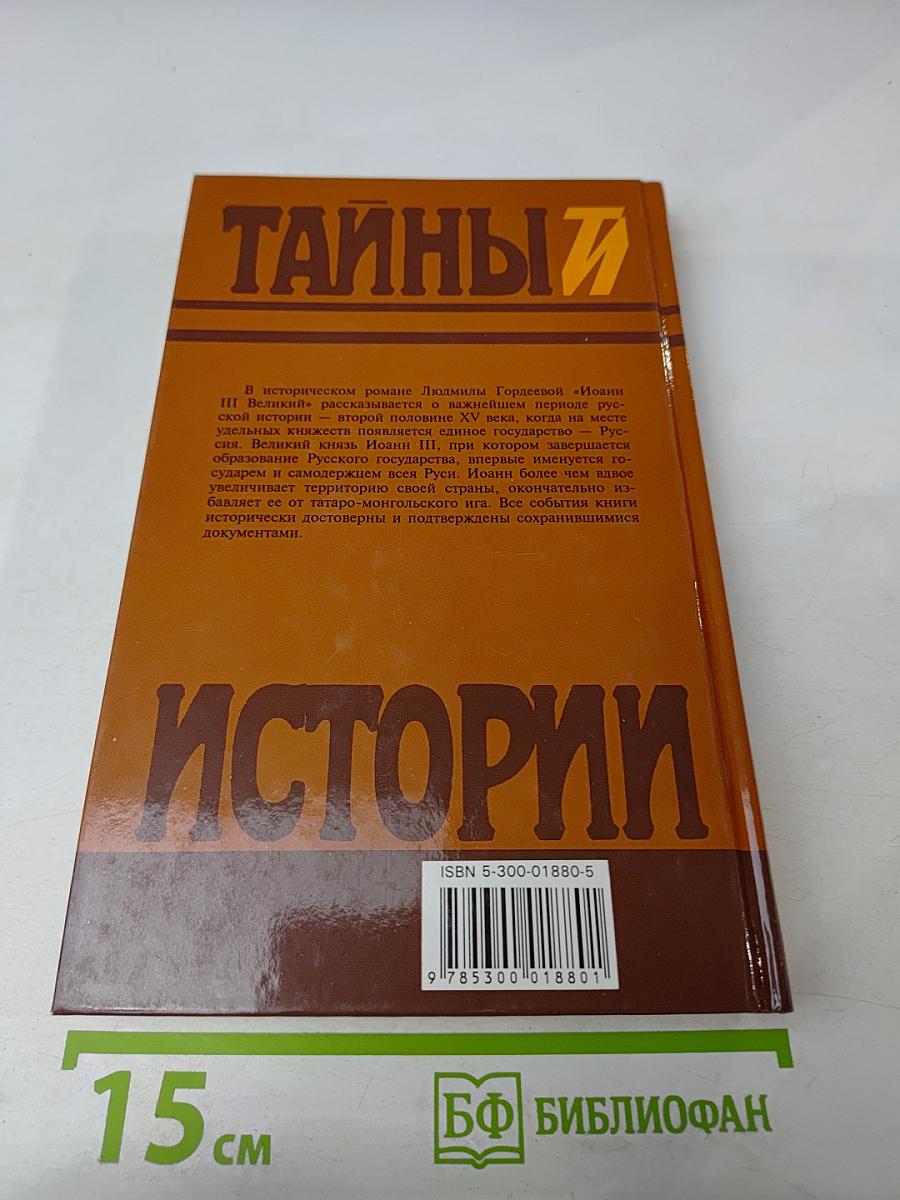 ТАЙНЫ ТИ
В историческом романе Людмилы Гордеевой «Иоанн
III Великий» рассказывается о важнейшем периоде рус-
ской истории — второй половине XV века, когда на месте
удельных княжеств появляется единое государство — Рус-
сия. Великий князь Иоанн III, при котором завершается
образование Русского государства, впервые именуется го-
сударем и самодержцем всея Руси. Иоанн более чем вдвое
увеличивает территорию своей страны, окончательно из-
бавляет ее от татаро-монгольского ига. Все события книги
исторически достоверны и подтверждены сохранившимися
документами.
ИСТОРИИ
ISBN 5-300-01880-5
9 785300 018801
15 см
БФ БИБЛИОФАН